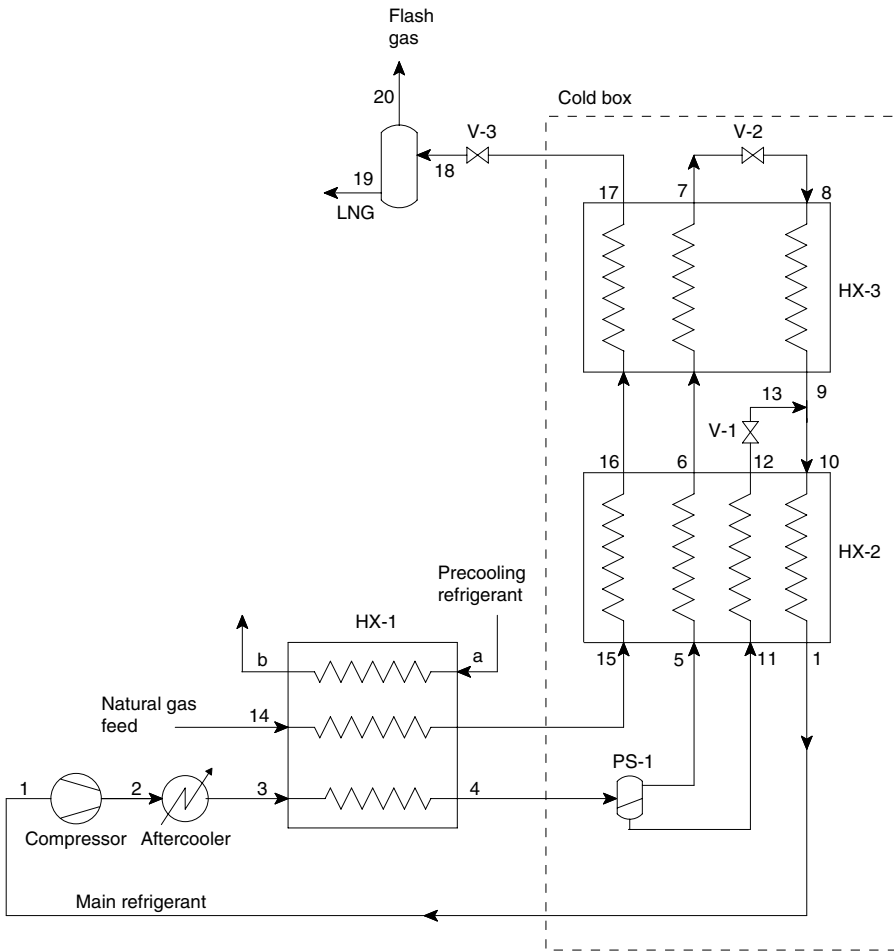 Flash
gas
20
Cold box
V-3
V-2
19
18
LNG
17
7
8
HX-3
13
9
V-1
16
6
12
10
HX-2
Precooling
refrigerant
HX-1
b
a
15
5
11
1
Natural gas
feed
14
PS-1
1
2
3
4
Compressor
Aftercooler
Main refrigerant